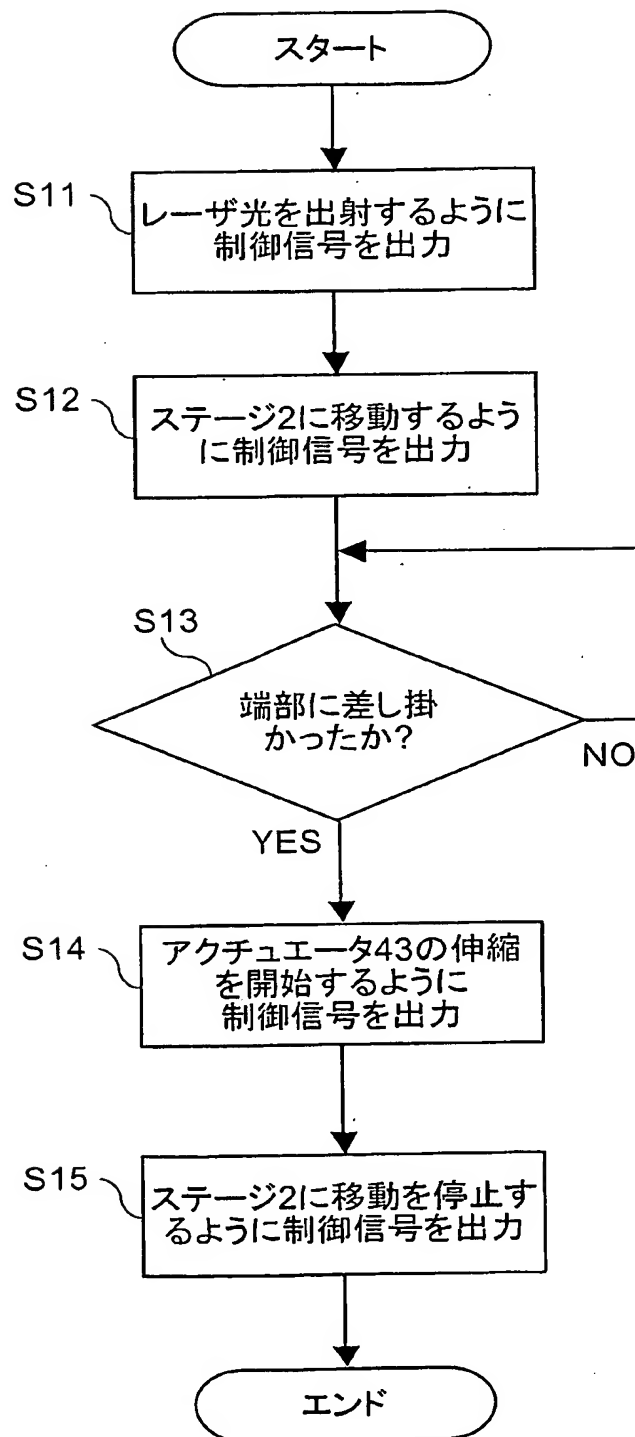 スタート
S11
レーザ光を出射するように
制御信号を出力
S12
ステージ2に移動するよう
に制御信号を出力
S13
端部に差し掛
かったか?
NO
YES
S14
アクチュエータ43の伸縮
を開始するように
制御信号を出力
S15
ステージ2に移動を停止す
るように制御信号を出力
エンド